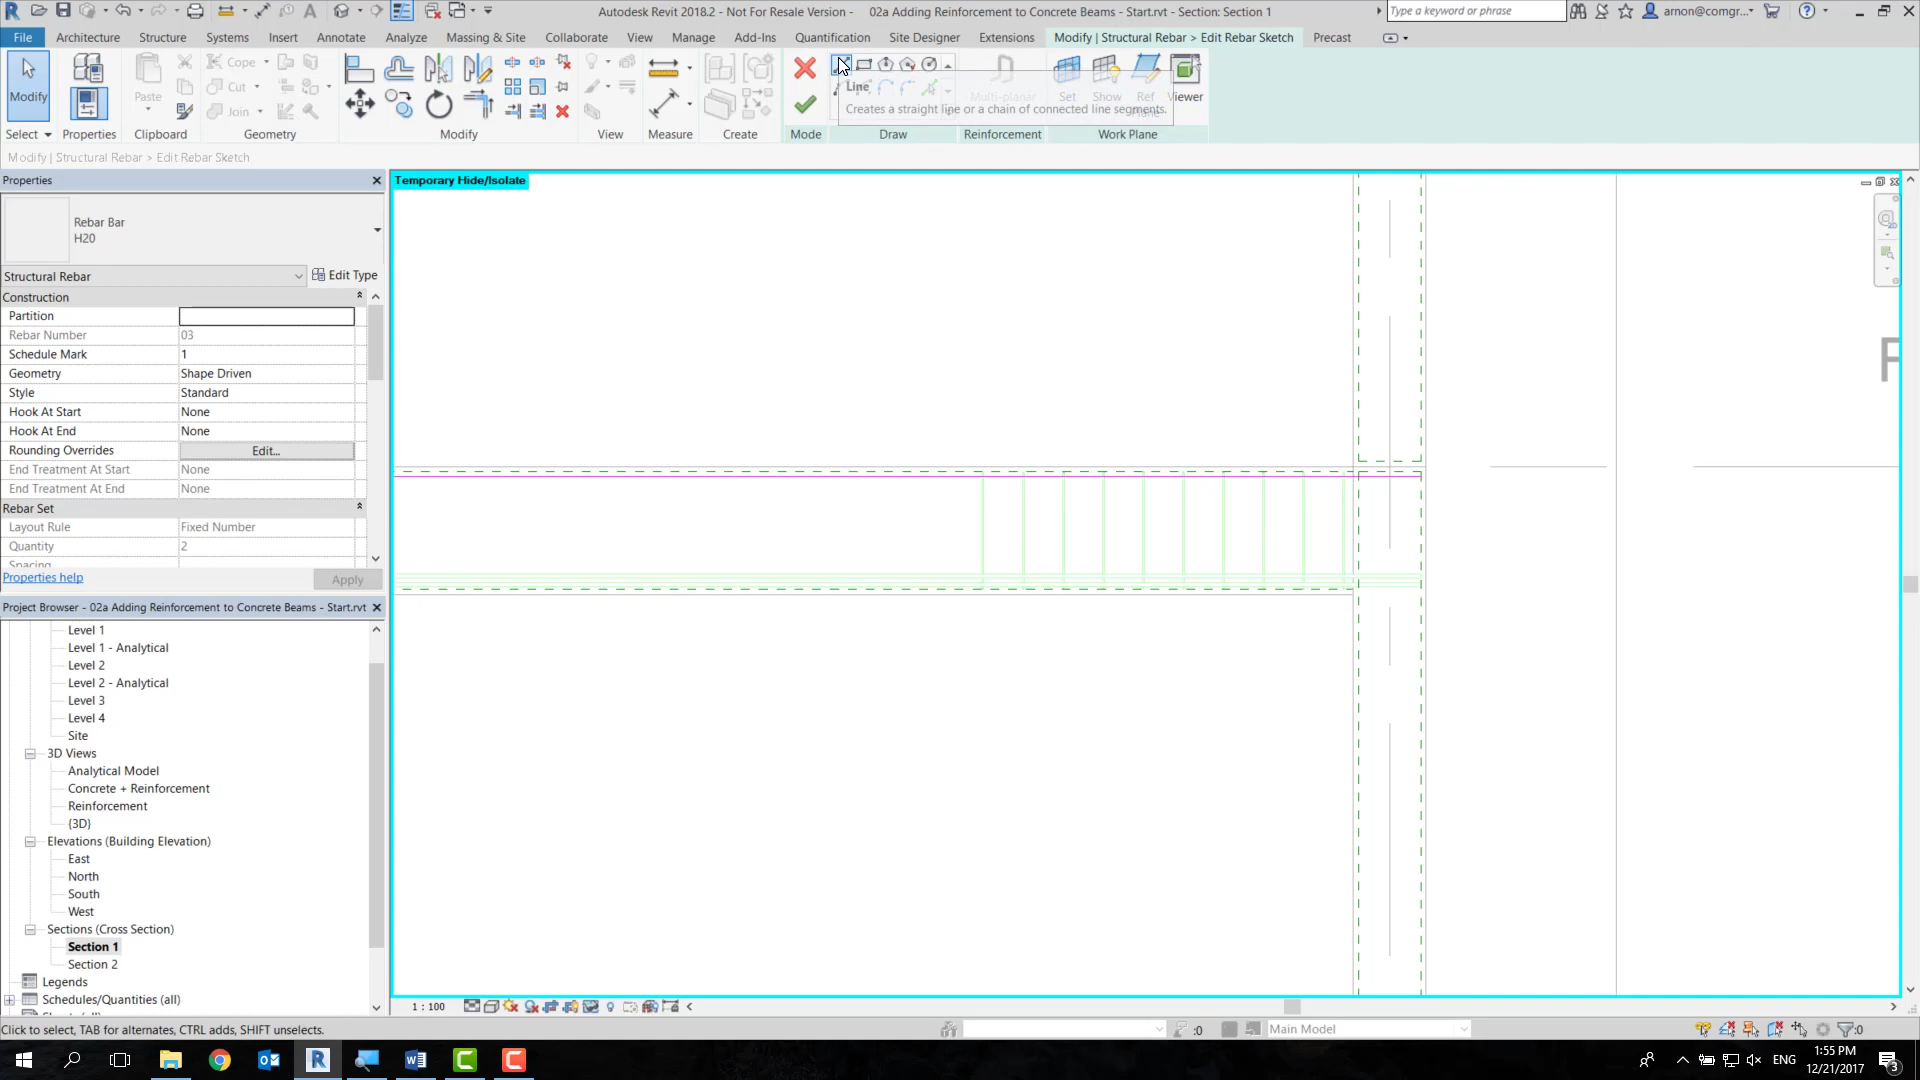 Autodesk Revit 2018.2 - Not For Resale Version - 02a Adding Reinforcement to Concrete Beams - Start.rvt - Section: Section 1
Type a keyword or phrase
arnon@comgr...
File Architecture Structure Systems Insert Annotate Analyze Massing & Site Collaborate View Manage Add-Ins Quantification Site Designer Extensions Modify | Structural Rebar > Edit Rebar Sketch Precast
Modify
Paste
Cope
Cut
Join
Line
Creates a straight line or a chain of connected line segments.
Multi-planar
Set Show Ref Viewer
Select Properties Clipboard Geometry Modify View Measure Create Mode Draw Reinforcement Work Plane
Modify | Structural Rebar > Edit Rebar Sketch
Properties
Rebar Bar
H20
Structural Rebar Edit Type
Construction
Partition
Rebar Number 03
Schedule Mark 1
Geometry Shape Driven
Style Standard
Hook At Start None
Hook At End None
Rounding Overrides Edit...
End Treatment At Start None
End Treatment At End None
Rebar Set
Layout Rule Fixed Number
Quantity 2
Spacing
Properties help Apply
Project Browser - 02a Adding Reinforcement to Concrete Beams - Start.rvt
Level 1
Level 1 - Analytical
Level 2
Level 2 - Analytical
Level 3
Level 4
Site
3D Views
Analytical Model
Concrete + Reinforcement
Reinforcement
{3D}
Elevations (Building Elevation)
East
North
South
West
Sections (Cross Section)
Section 1
Section 2
Legends
Schedules/Quantities (all)
Temporary Hide/Isolate
1 : 100
Click to select, TAB for alternates, CTRL adds, SHIFT unselects.
:0
Main Model
:0
ENG
1:55 PM
12/21/2017
3